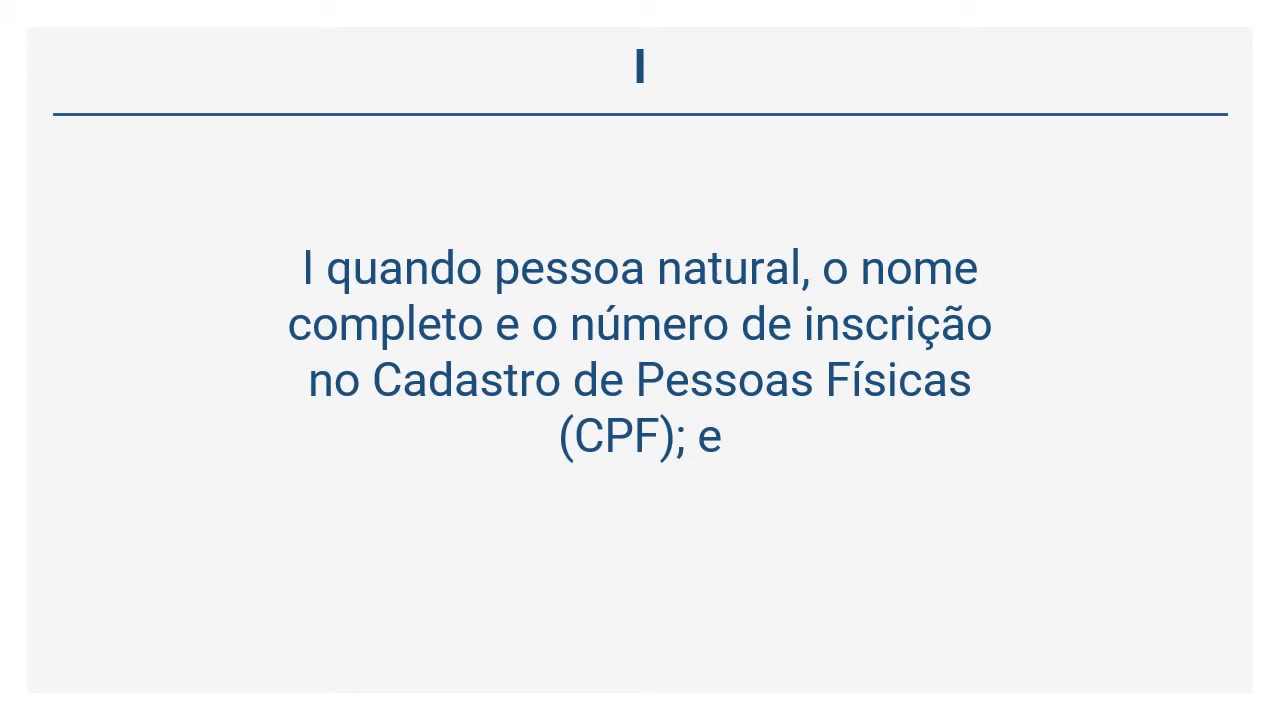 I
I quando pessoa natural, o nome
completo e o número de inscrição
no Cadastro de Pessoas Físicas
(CPF); e